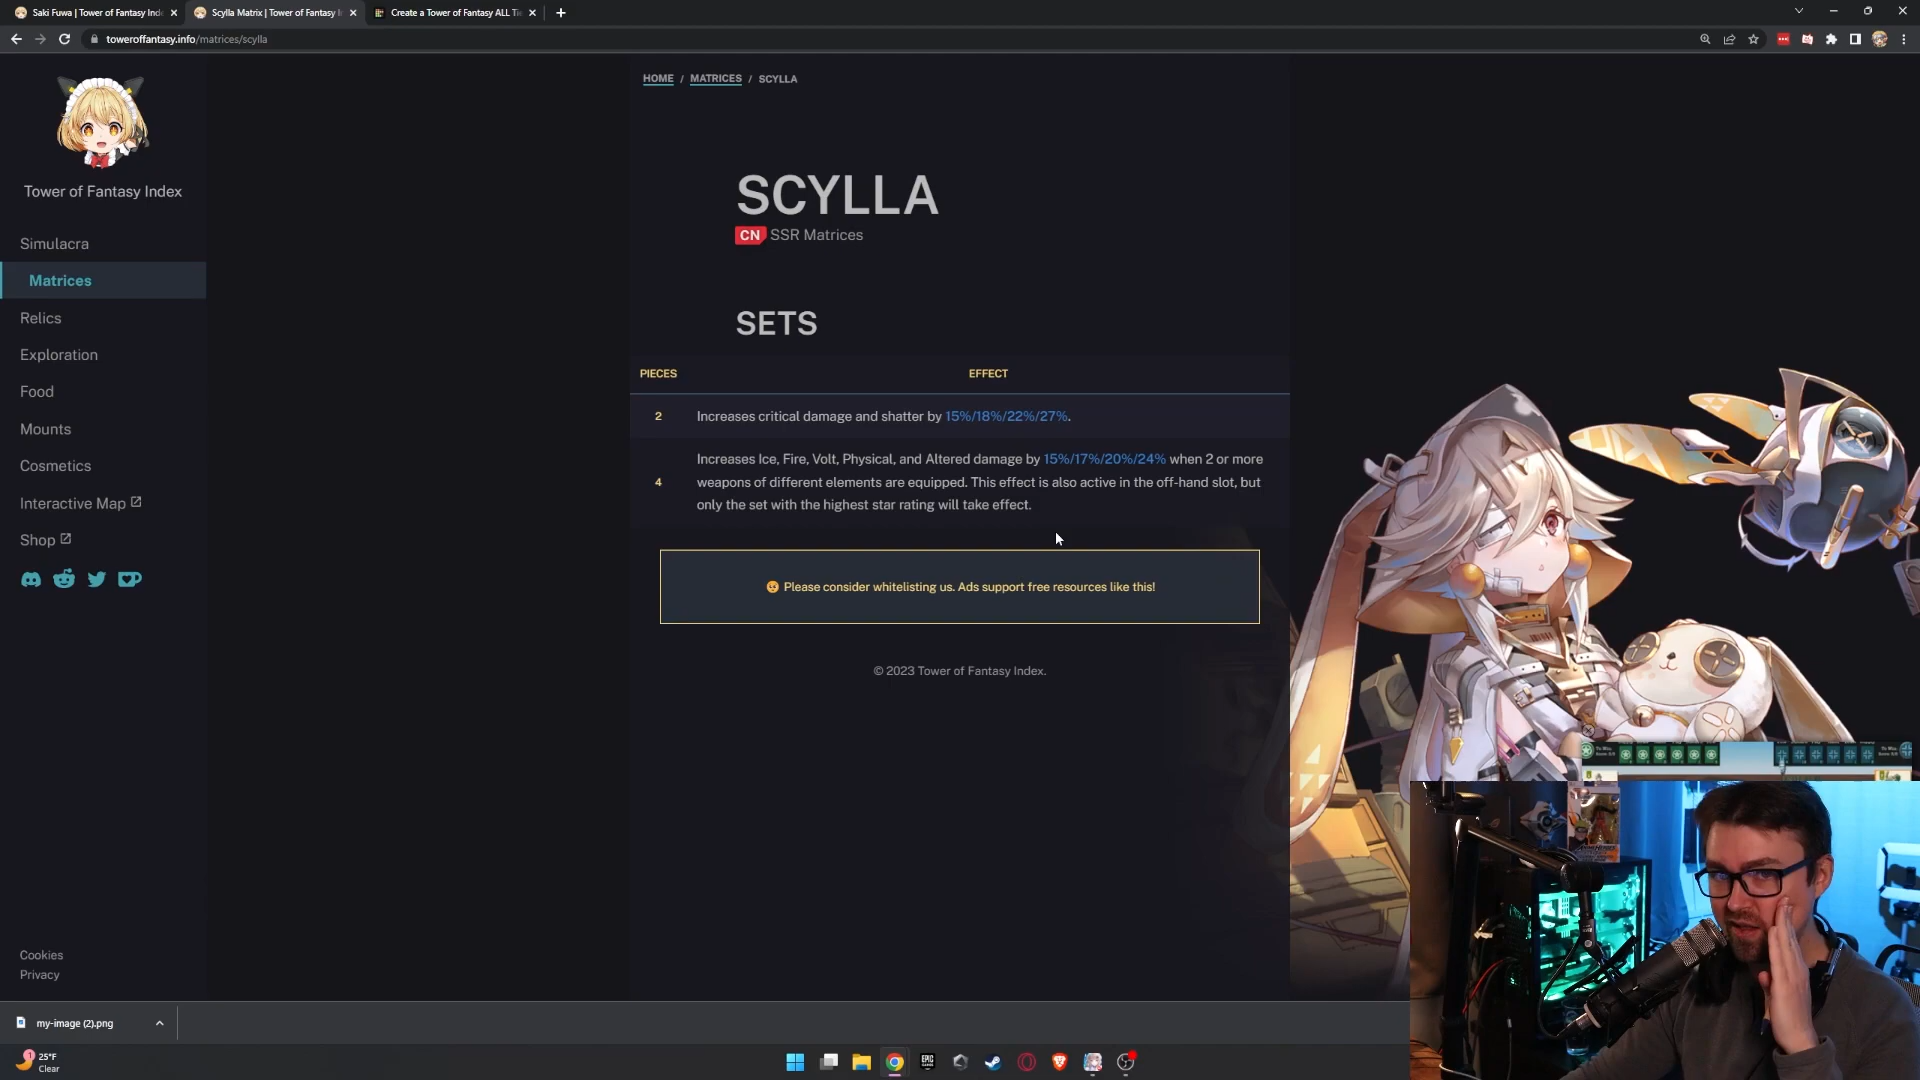 Saki Fuwa | Tower of Fantasy Inde
Scylla Matrix | Tower of Fantasy I
Create a Tower of Fantasy ALL Tie
toweroffantasy.info/matrices/scylla
HOME / MATRICES / SCYLLA
Tower of Fantasy Index
Simulacra
Matrices
Relics
Exploration
Food
Mounts
Cosmetics
Interactive Map
Shop
SCYLLA
CN SSR Matrices
SETS
PIECES EFFECT
2 Increases critical damage and shatter by 15%/18%/22%/27%.
4 Increases Ice, Fire, Volt, Physical, and Altered damage by 15%/17%/20%/24% when 2 or more
weapons of different elements are equipped. This effect is also active in the off-hand slot, but
only the set with the highest star rating will take effect.
Please consider whitelisting us. Ads support free resources like this!
© 2023 Tower of Fantasy Index.
Cookies
Privacy
my-image (2).png
1
25°F
Clear
EPIC